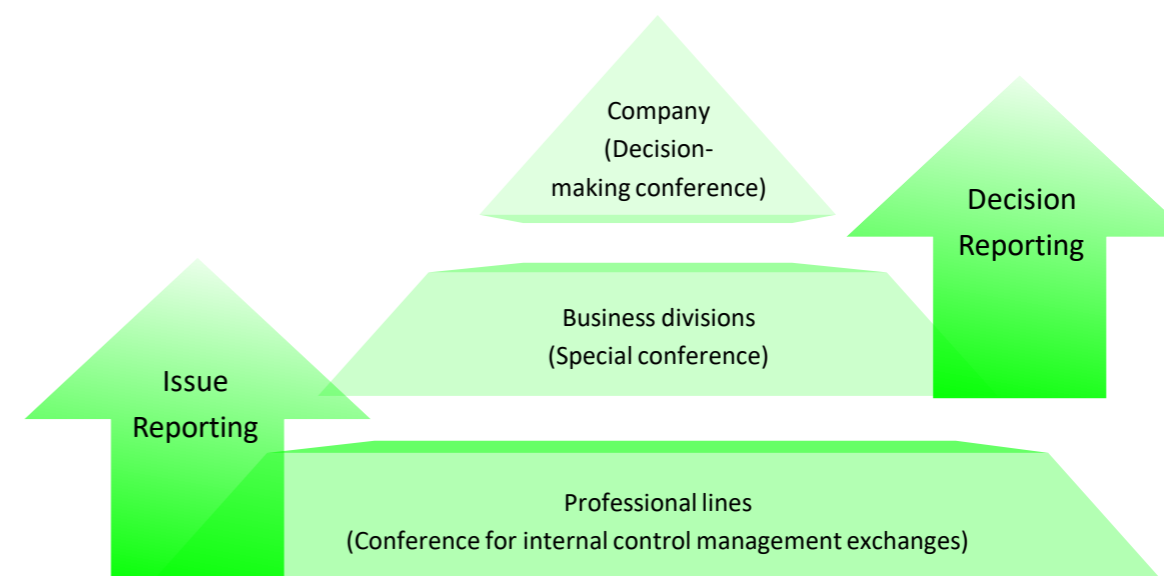 Company
(Decision-
making conference)
Decision
Reporting
Business divisions
(Special conference)
Issue
Reporting
Professional lines
(Conference for internal control management exchanges)